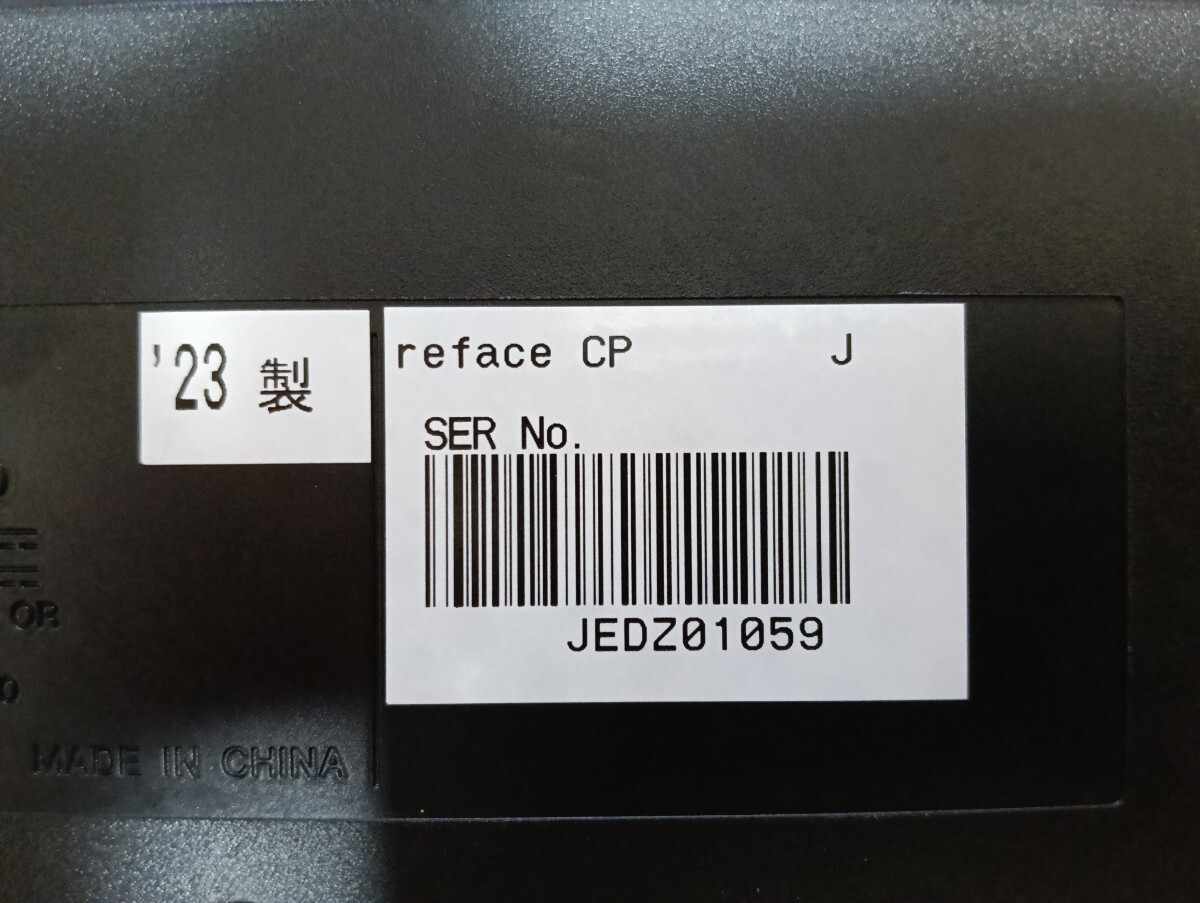 '23 製
reface CP J
SER No.
JEDZ01059
OR
MADE IN CHINA